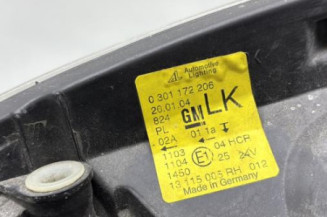 Automotive
Lighting
0 301 172 206
20.01.04
824 GM LK
PL
02A 01 1a
1103 04 HCR
1104 E1 25 24V
1450
13 115 005 RH 012
Made in Germany